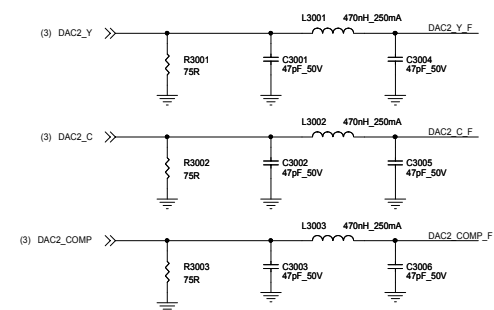 L3001 470nH_250mA
(3) DAC2_Y DAC2_Y_F
R3001 C3001 C3004
75R 47pF_50V 47pF_50V
L3002 470nH_250mA
(3) DAC2_C DAC2_C_F
R3002 C3002 C3005
75R 47pF_50V 47pF_50V
L3003 470nH_250mA
(3) DAC2_COMP DAC2_COMP_F
R3003 C3003 C3006
75R 47pF_50V 47pF_50V